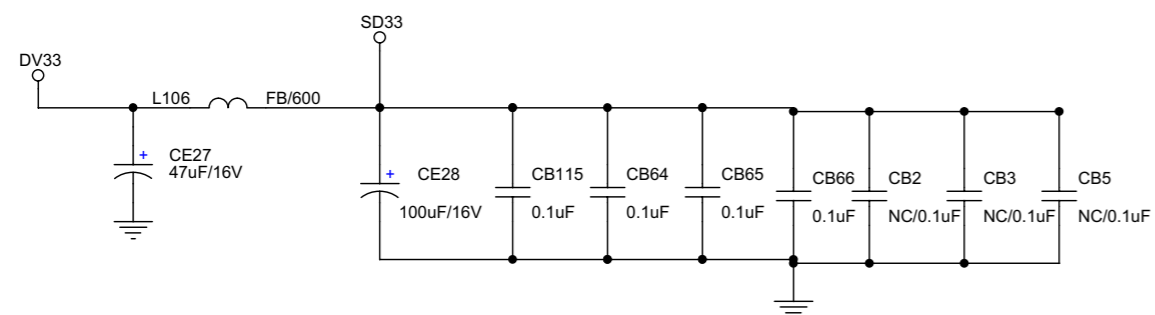 SD33
DV33
L106 FB/600
+ CE27
47uF/16V
+ CE28
100uF/16V
CB115
0.1uF
CB64
0.1uF
CB65
0.1uF
CB66
0.1uF
CB2
NC/0.1uF
CB3
NC/0.1uF
CB5
NC/0.1uF